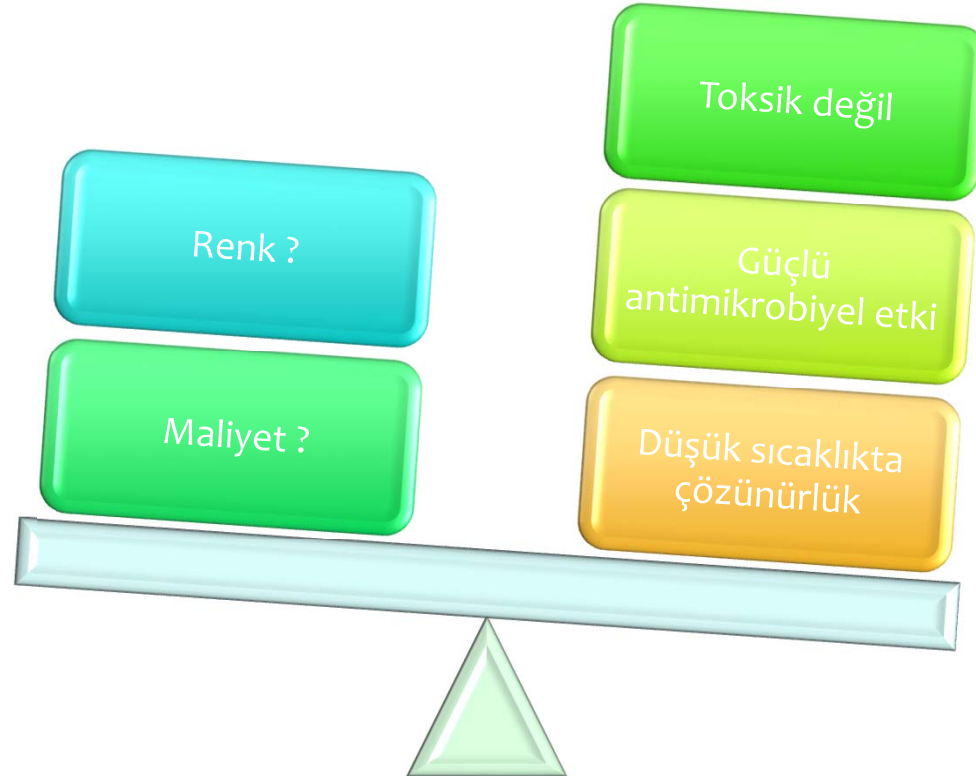 Renk ?
Maliyet ?
Toksik değil
Güçlü
antimikrobiyel etki
Düşük sıcaklıkta
çözünürlük